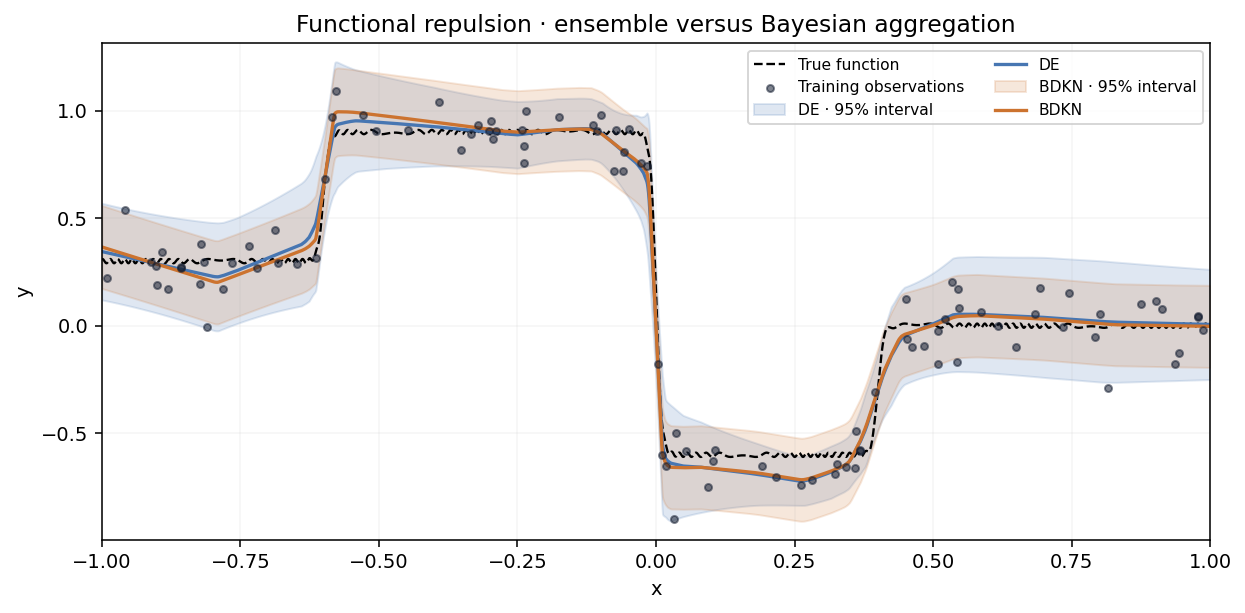 Functional repulsion · ensemble versus Bayesian aggregation
True function
Training observations
DE · 95% interval
DE
BDKN · 95% interval
BDKN
1.0
0.5
0.0
−0.5
y
−1.00 −0.75 −0.50 −0.25 0.00 0.25 0.50 0.75 1.00
x